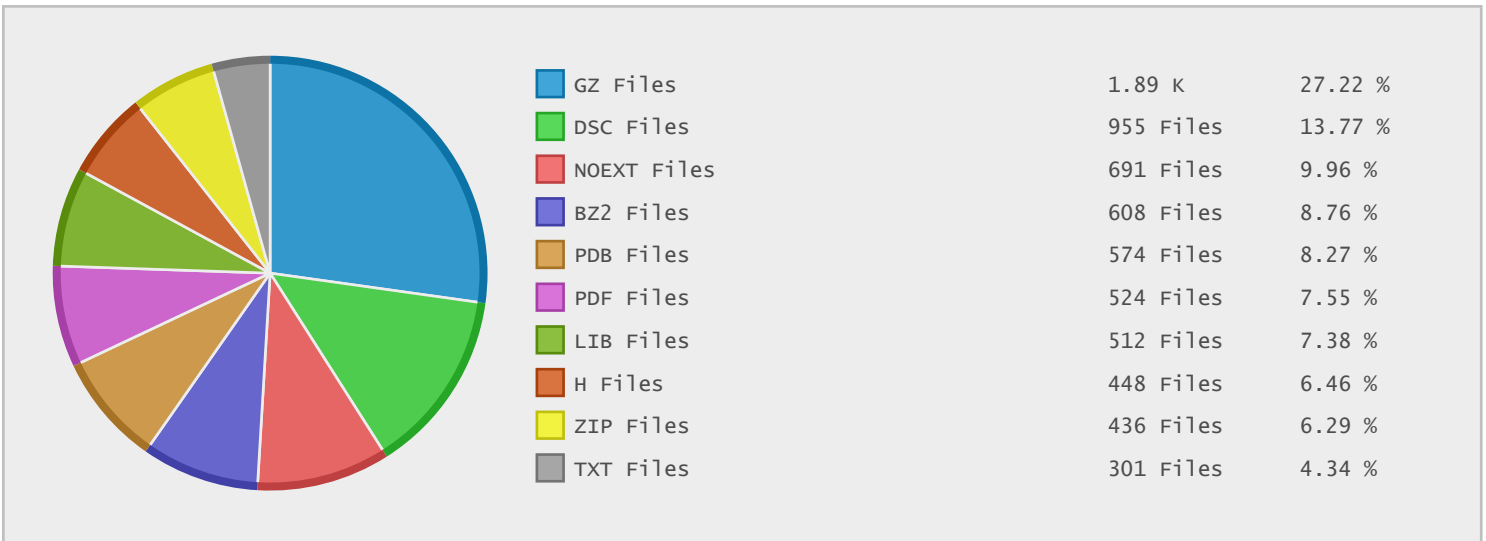 GZ Files 1.89 K 27.22 %
DSC Files 955 Files 13.77 %
NOEXT Files 691 Files 9.96 %
BZ2 Files 608 Files 8.76 %
PDB Files 574 Files 8.27 %
PDF Files 524 Files 7.55 %
LIB Files 512 Files 7.38 %
H Files 448 Files 6.46 %
ZIP Files 436 Files 6.29 %
TXT Files 301 Files 4.34 %